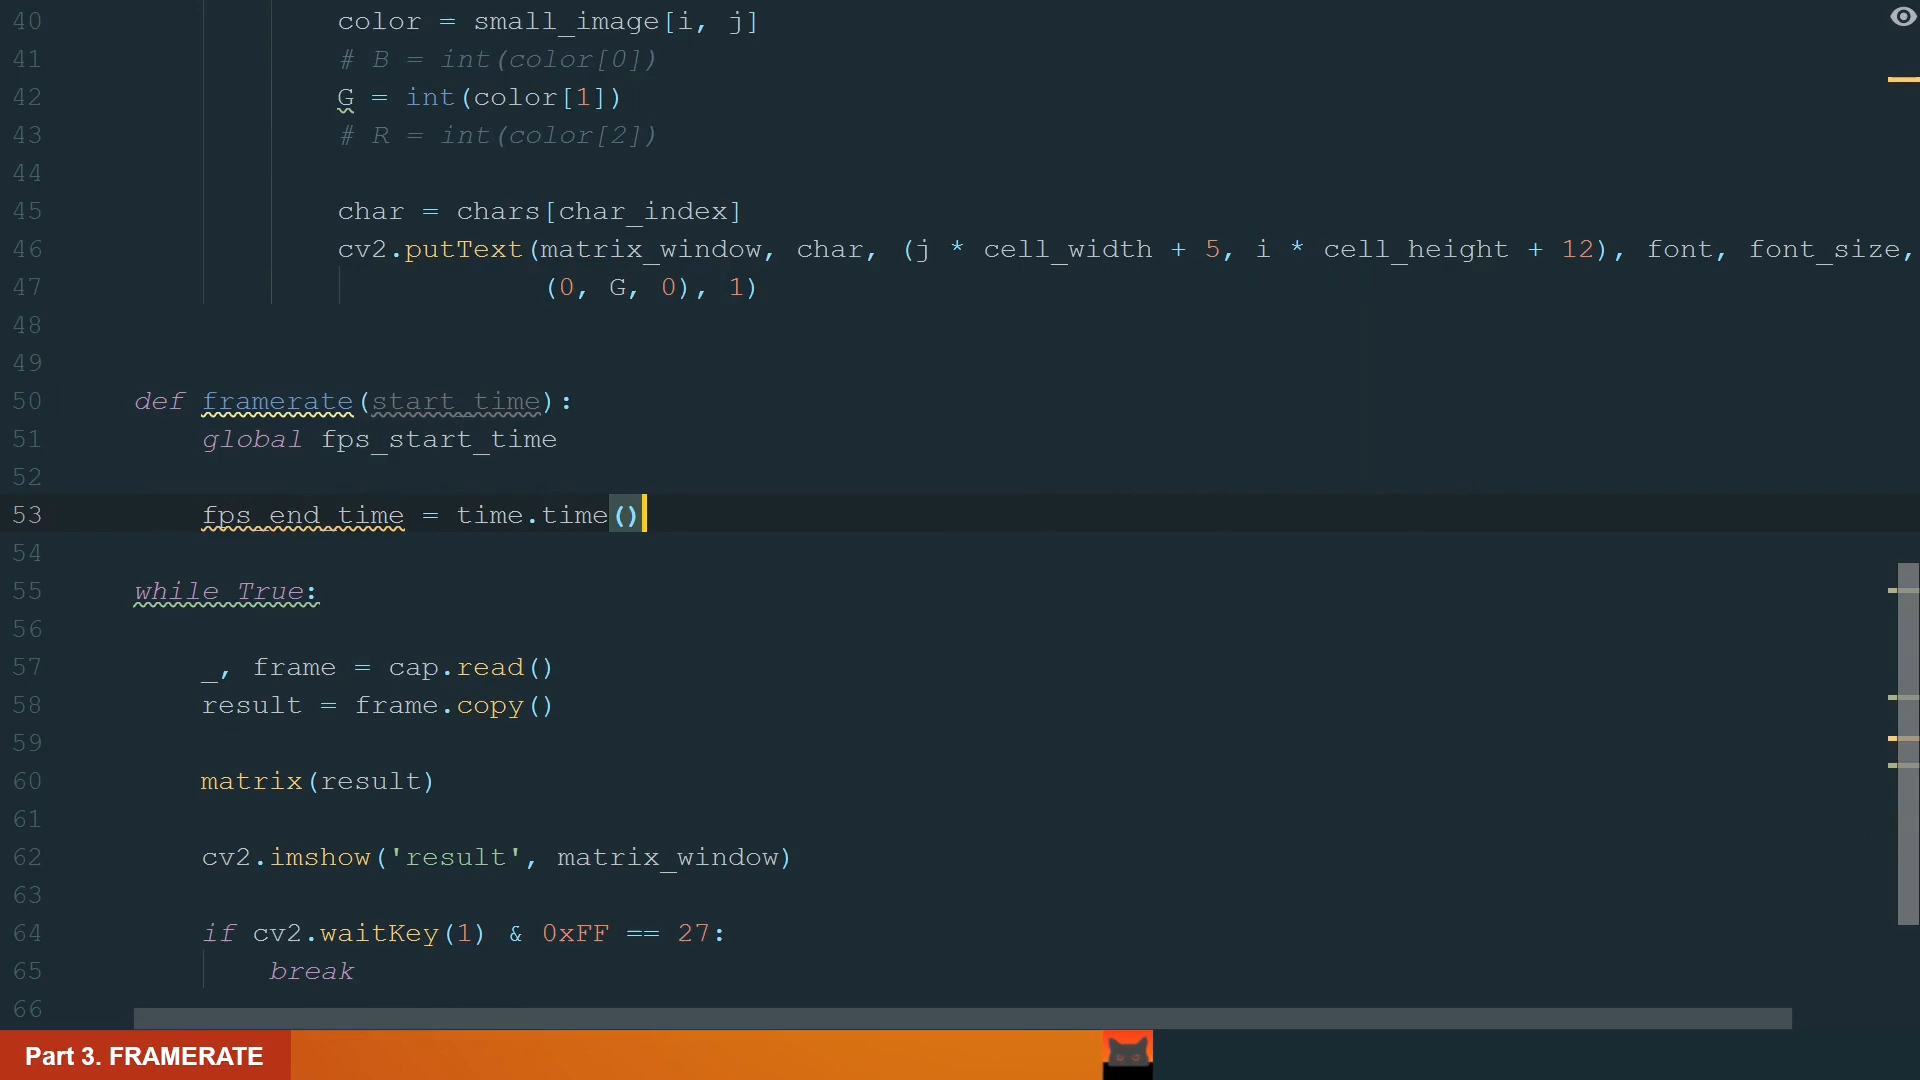 40 color = small_image[i, j]
41 # B = int(color[0])
42 G = int(color[1])
43 # R = int(color[2])
44
45 char = chars[char_index]
46 cv2.putText(matrix_window, char, (j * cell_width + 5, i * cell_height + 12), font, font_size,
47 (0, G, 0), 1)
48
49
50 def framerate(start_time):
51 global fps_start_time
52
53 fps_end_time = time.time()
54
55 while True:
56
57 _, frame = cap.read()
58 result = frame.copy()
59
60 matrix(result)
61
62 cv2.imshow('result', matrix_window)
63
64 if cv2.waitKey(1) & 0xFF == 27:
65 break
66
Part 3. FRAMERATE